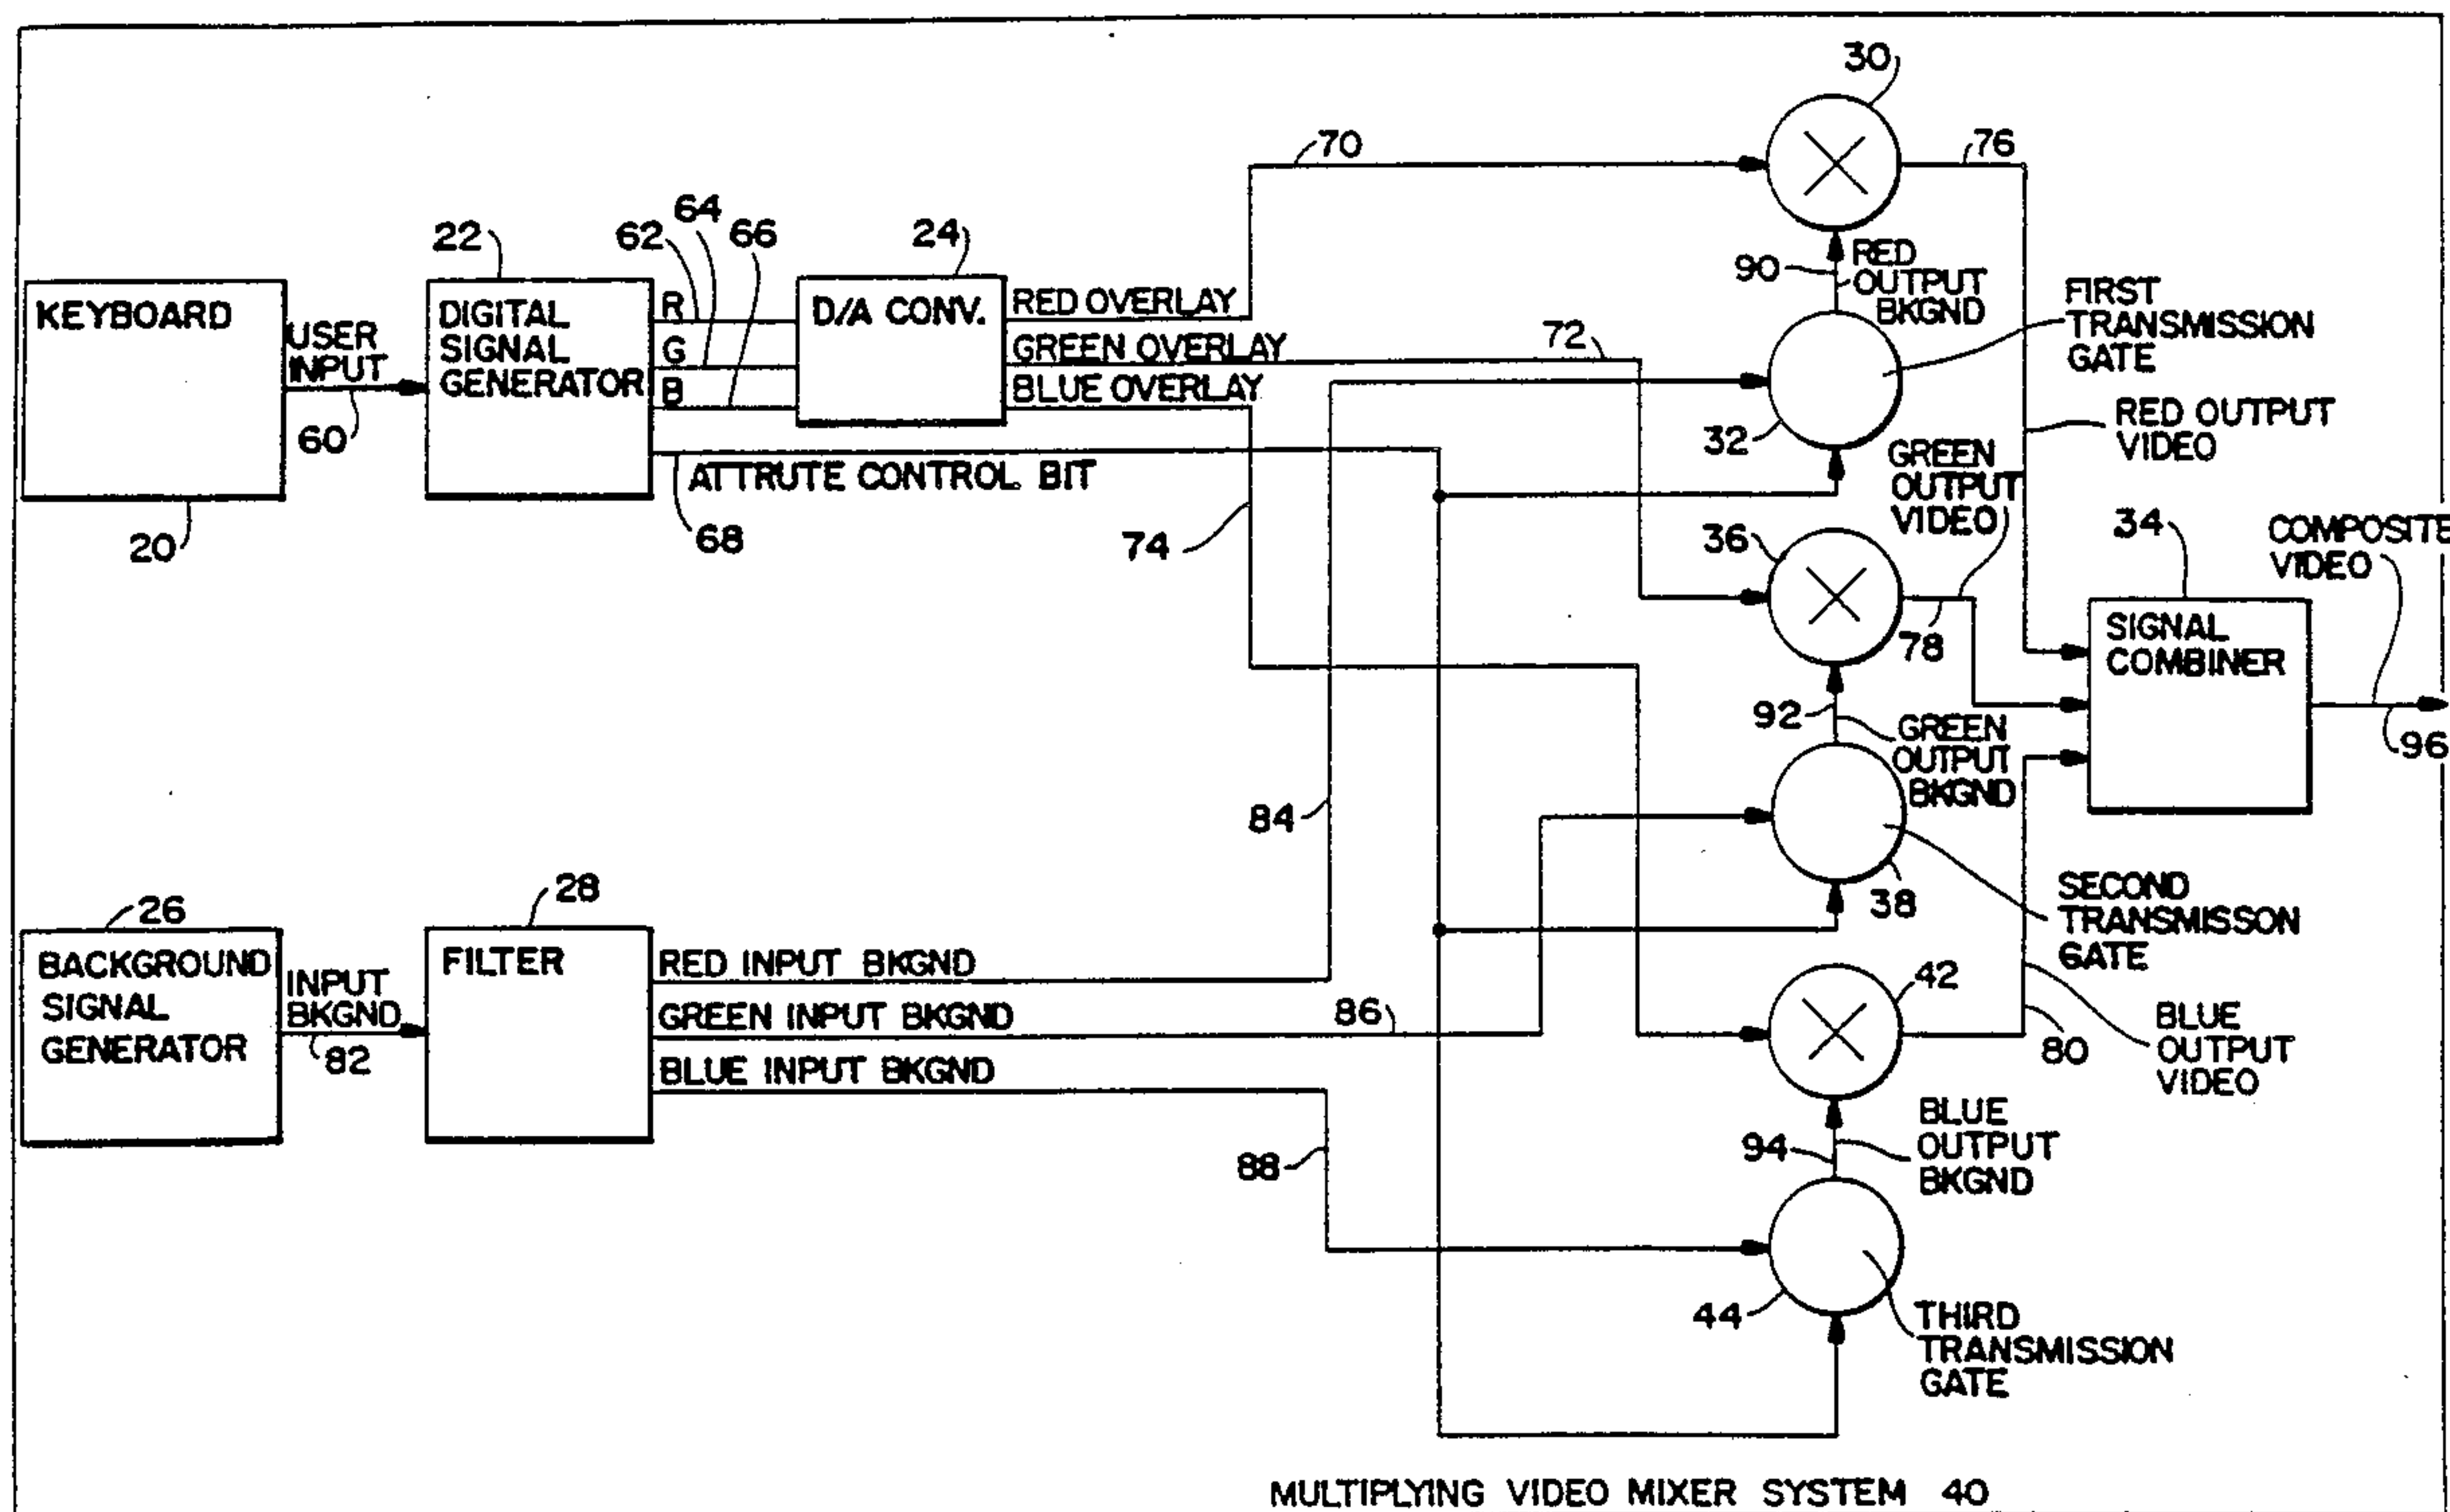 30
70
76
64
22
62
66
24
KEYBOARD
USER
INPUT
60
20
DIGITAL
SIGNAL
GENERATOR
R
G
B
D/A CONV.
RED OVERLAY
GREEN OVERLAY
BLUE OVERLAY
ATTRUTE CONTROL BIT
68
72
74
90
RED
OUTPUT
BKGND
FIRST
TRANSMISSION
GATE
32
RED OUTPUT
VIDEO
GREEN
OUTPUT
VIDEO
36
78
34
SIGNAL
COMBINER
COMPOSITE
VIDEO
96
92
GREEN
OUTPUT
BKGND
84
38
SECOND
TRANSMISSON
GATE
26
BACKGROUND
SIGNAL
GENERATOR
INPUT
BKGND
82
28
FILTER
RED INPUT BKGND
GREEN INPUT BKGND
BLUE INPUT BKGND
86
88
42
80
BLUE
OUTPUT
VIDEO
94
BLUE
OUTPUT
BKGND
44
THIRD
TRANSMISSION
GATE
MULTIPLYING VIDEO MIXER SYSTEM 40